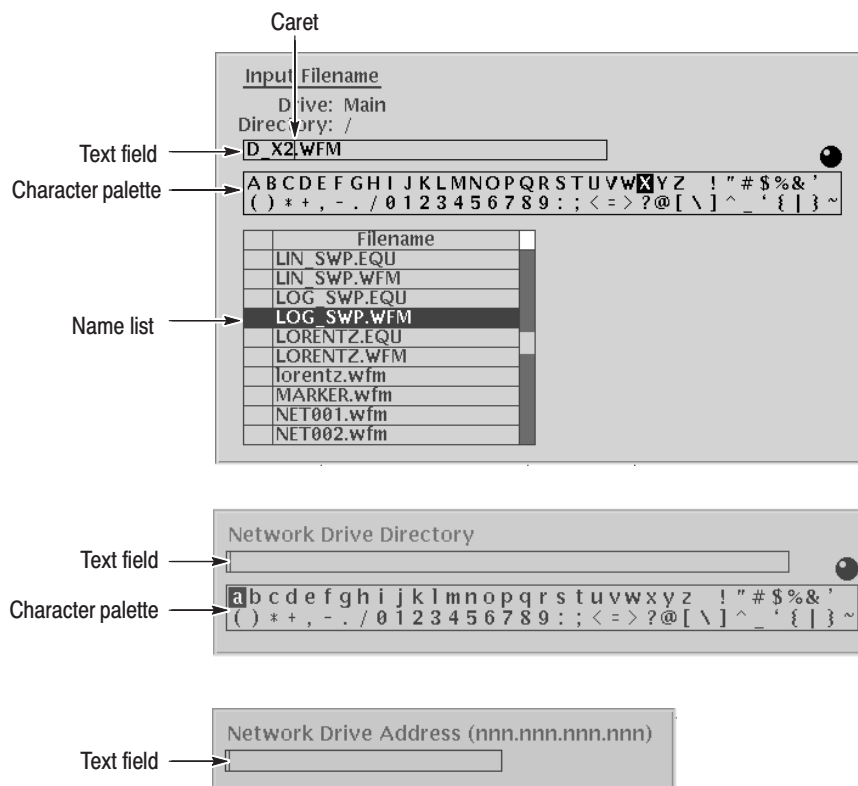 Caret
Input Filename
Drive: Main
Directory: /
Text field
D_X2.WFM
Character palette
A B C D E F G H I J K L M N O P Q R S T U V W X Y Z ! " # $ % & '
( ) * + , - . / 0 1 2 3 4 5 6 7 8 9 : ; < = > ? @ [ \ ] ^ _ ` { | } ~
Filename
LIN_SWP.EQU
LIN_SWP.WFM
LOG_SWP.EQU
Name list
LOG_SWP.WFM
LORENTZ.EQU
LORENTZ.WFM
lorentz.wfm
MARKER.wfm
NET001.wfm
NET002.wfm
Network Drive Directory
Text field
Character palette
a b c d e f g h i j k l m n o p q r s t u v w x y z ! " # $ % & '
( ) * + , - . / 0 1 2 3 4 5 6 7 8 9 : ; < = > ? @ [ \ ] ^ _ ` { | } ~
Network Drive Address (nnn.nnn.nnn.nnn)
Text field